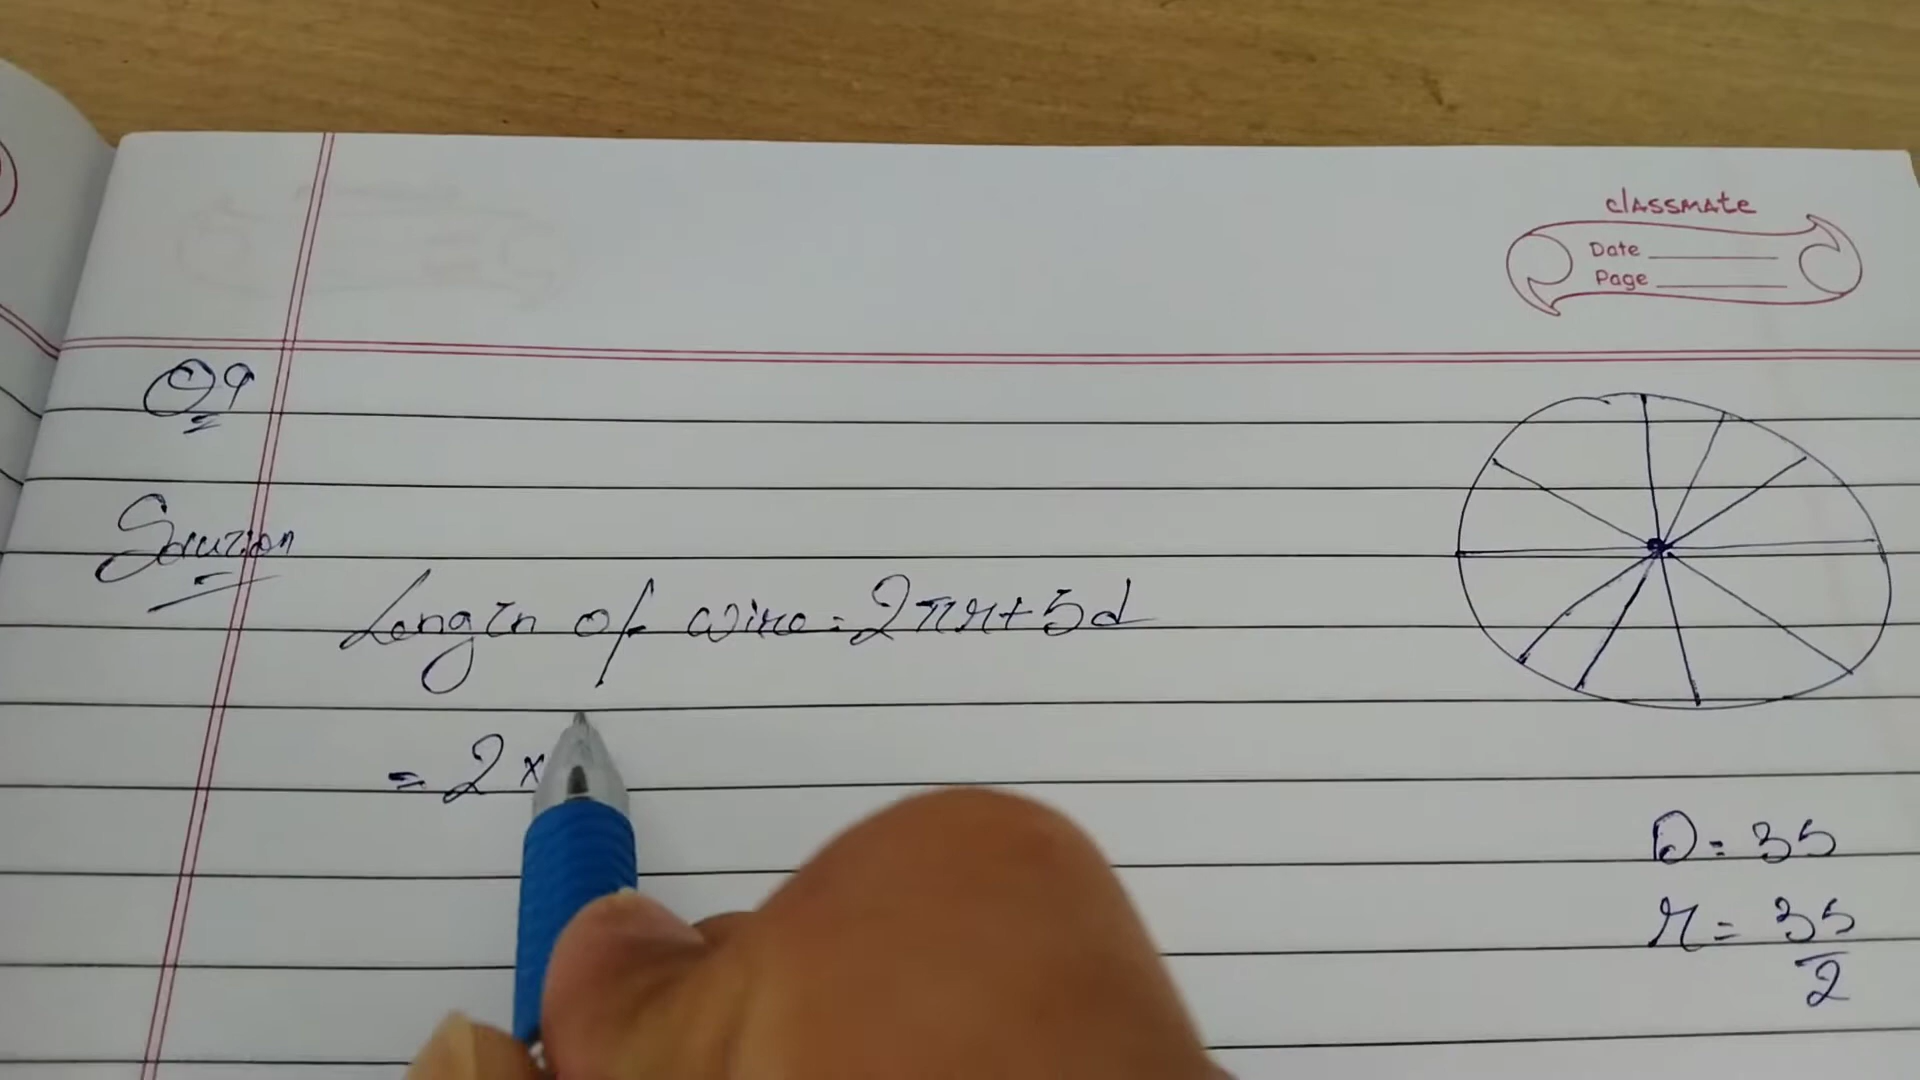 classmate
Date
Page
Q9
Solution
Length of wire = 2πr + 5d
= 2 ×
D = 35
r = 35/2